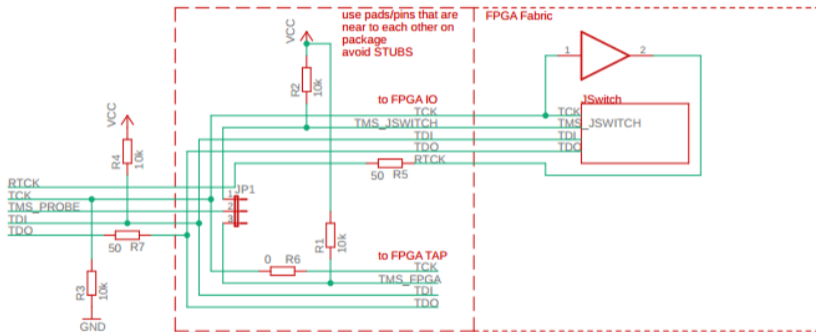 use pads/pins that are
near to each other on
package
avoid STUBS
FPGA Fabric
VCC
1
2
R2
10k
to FPGA IO
JSwitch
TCK
TCK
TMS_JSWITCH
TMS_JSWITCH
TDI
TDI
TDO
TDO
VCC
R4
10k
RTCK
50
R5
RTCK
TCK
TMS_PROBE
TDI
TDO
JP1
1
2
3
50
R7
R1
10k
to FPGA TAP
0
R6
TCK
TMS_FPGA
TDI
TDO
R3
10k
GND